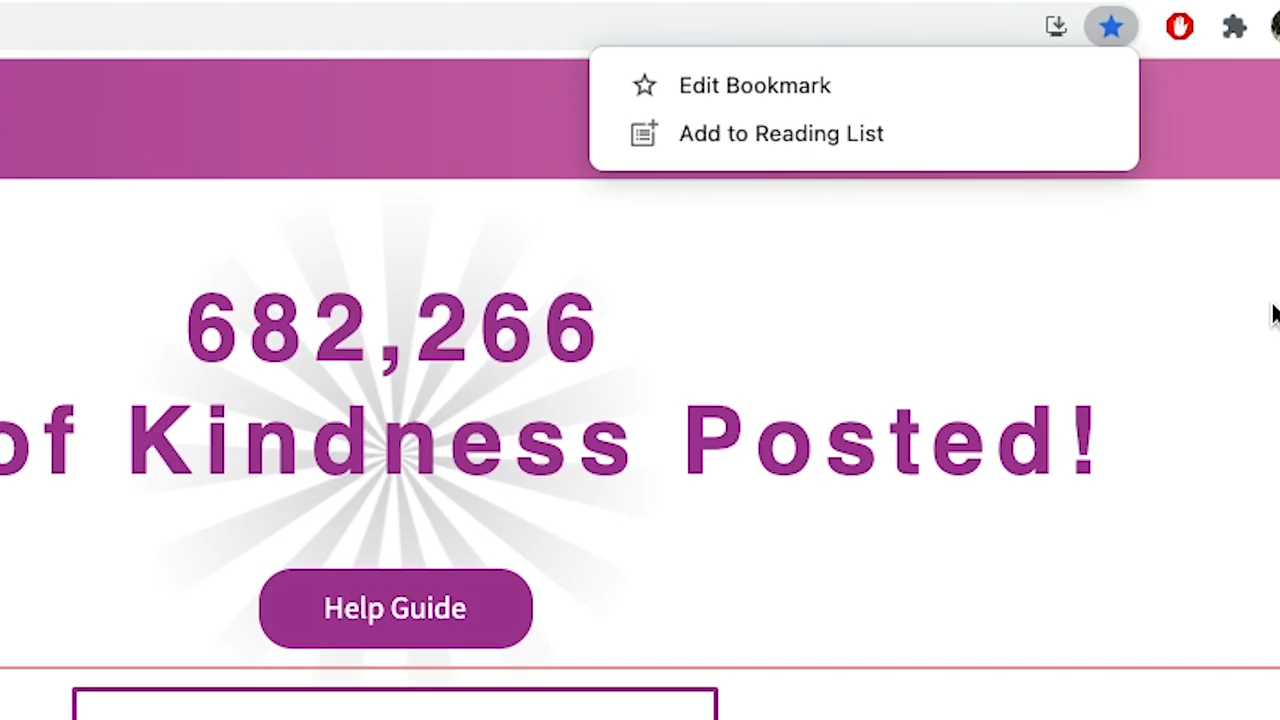 Edit Bookmark
Add to Reading List
682,266
of Kindness Posted!
Help Guide